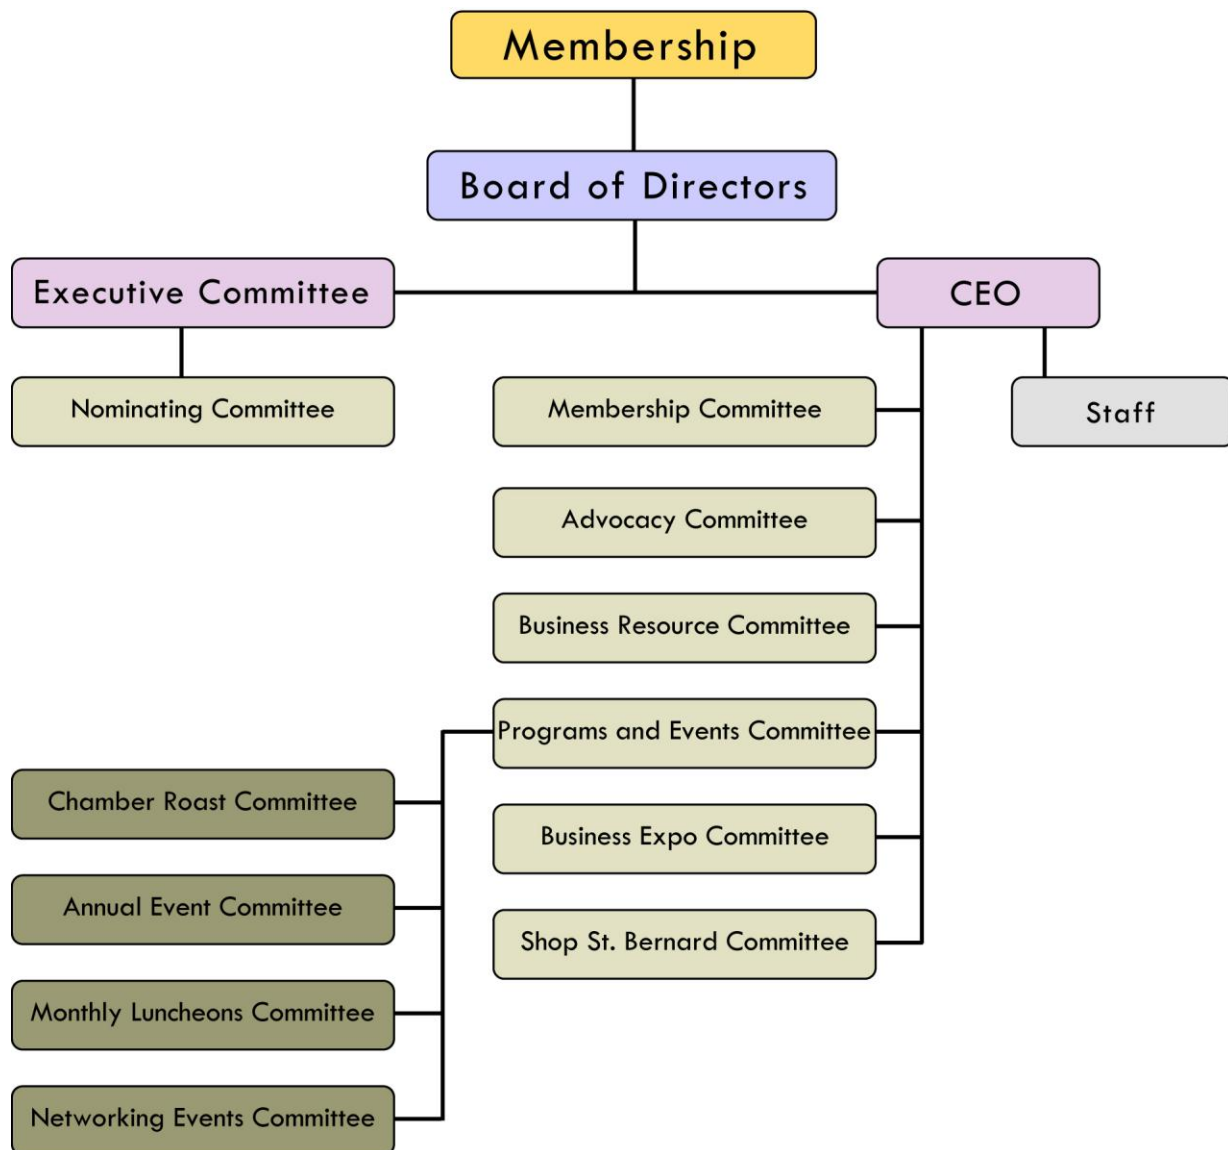 Membership
Board of Directors
Executive Committee
CEO
Nominating Committee
Membership Committee
Staff
Advocacy Committee
Business Resource Committee
Programs and Events Committee
Chamber Roast Committee
Business Expo Committee
Annual Event Committee
Shop St. Bernard Committee
Monthly Luncheons Committee
Networking Events Committee